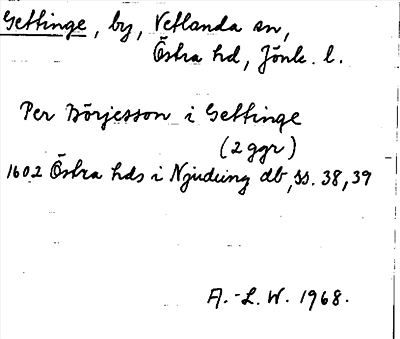 Gettinge, by, Vetlanda sn,
Östra hd, Jönk. l.
Per Börjesson i Gettinge
(2 ggr)
1602 Östra hds i Njudung db, ss. 38, 39
A.-L. W. 1968.